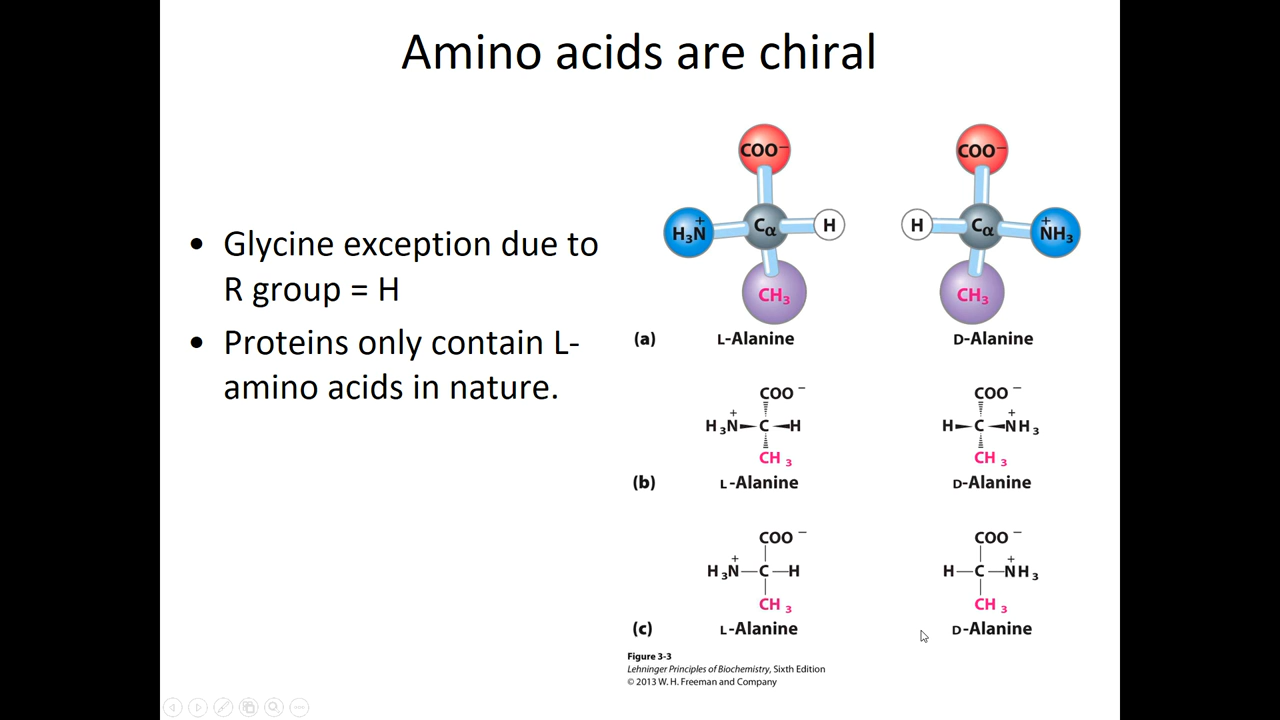 Amino acids are chiral
• Glycine exception due to
R group = H
• Proteins only contain L-
amino acids in nature.
COO⁻ COO⁻
H₃N⁺ Cα H H Cα ⁺NH₃
CH₃ CH₃
(a) L-Alanine D-Alanine
COO⁻ COO⁻
H₃N⁺ C H H C ⁺NH₃
CH₃ CH₃
(b) L-Alanine D-Alanine
COO⁻ COO⁻
H₃N⁺—C—H H—C—⁺NH₃
CH₃ CH₃
(c) L-Alanine D-Alanine
Figure 3-3
Lehninger Principles of Biochemistry, Sixth Edition
© 2013 W. H. Freeman and Company